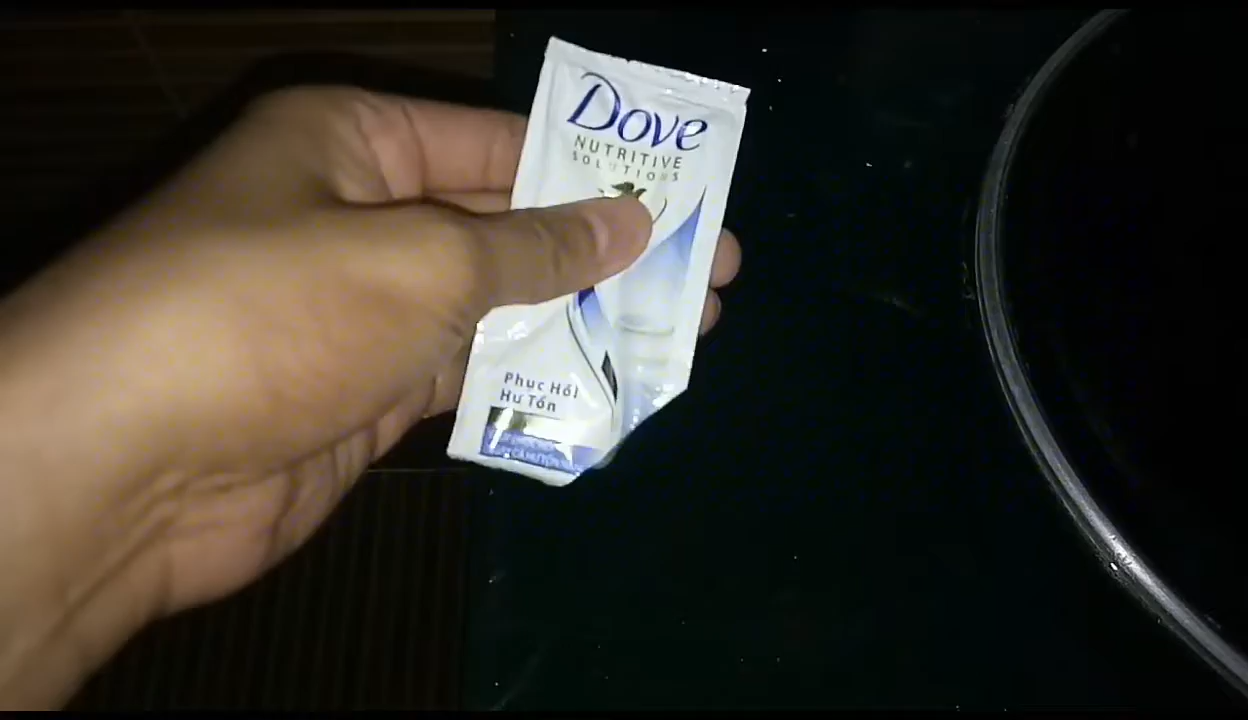 Dove
NUTRITIVE
SOLUTIONS
Phục Hồi
Hư Tổn